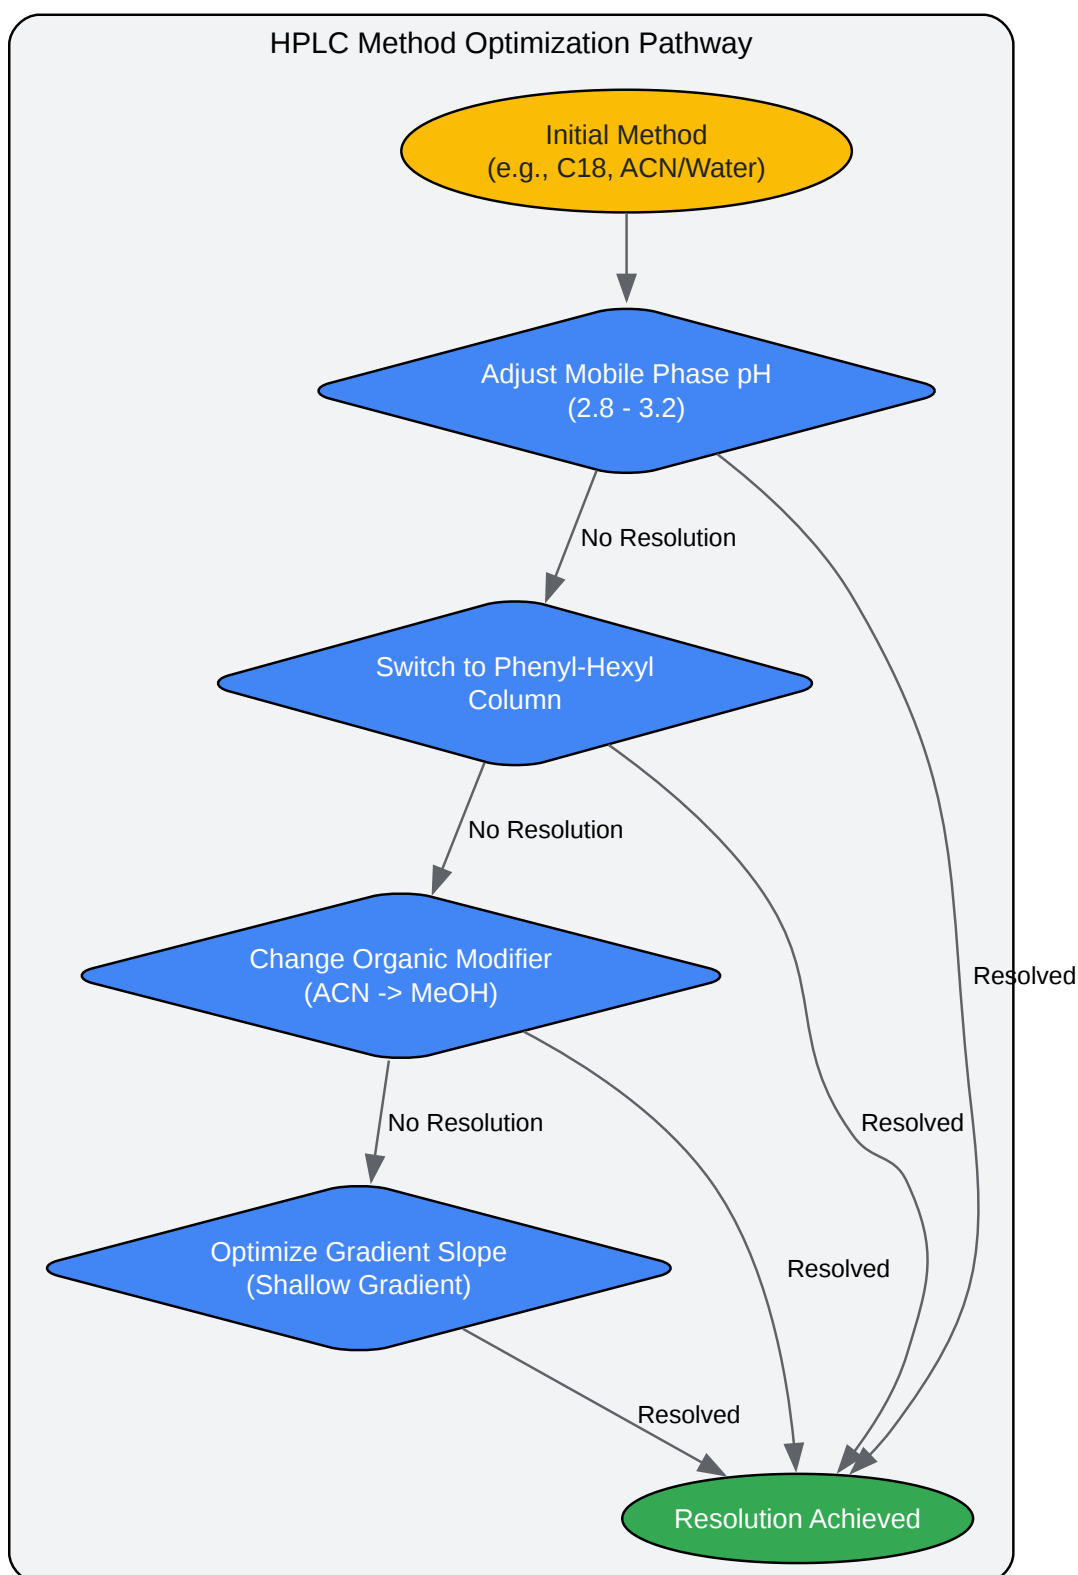 HPLC Method Optimization Pathway
Initial Method
(e.g., C18, ACN/Water)
Adjust Mobile Phase pH
(2.8 - 3.2)
No Resolution
Switch to Phenyl-Hexyl
Column
No Resolution
Change Organic Modifier
(ACN -> MeOH)
Resolved
No Resolution
Resolved
Optimize Gradient Slope
(Shallow Gradient)
Resolved
Resolved
Resolution Achieved